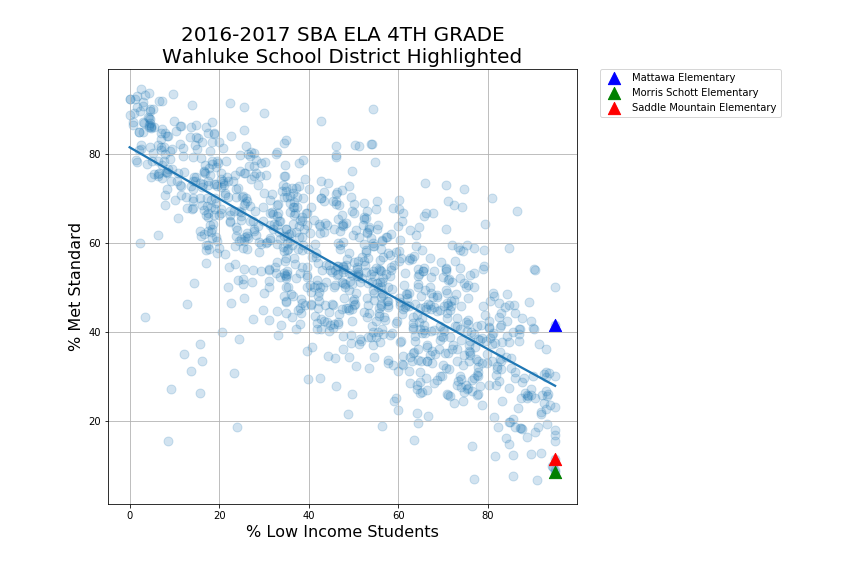 2016-2017 SBA ELA 4TH GRADE
Wahluke School District Highlighted
Mattawa Elementary
Morris Schott Elementary
Saddle Mountain Elementary
% Met Standard
80
60
40
20
0 20 40 60 80
% Low Income Students